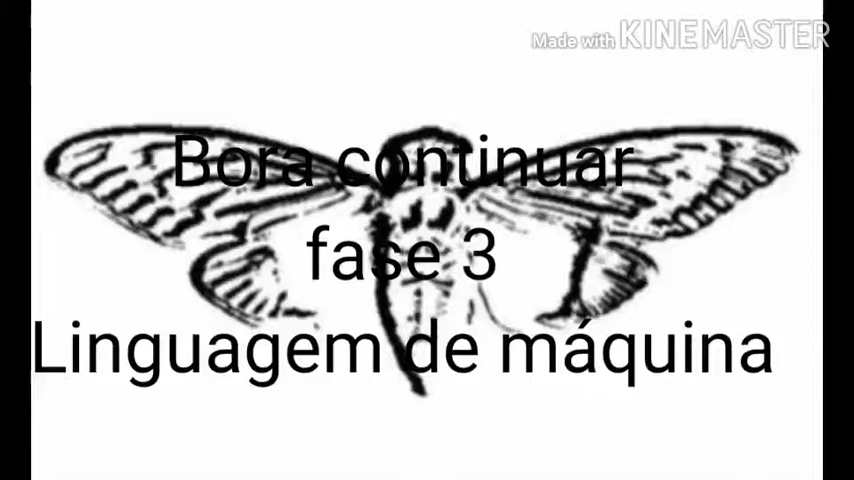 Made with KINEMASTER
Bora continuar
fase 3
Linguagem de máquina